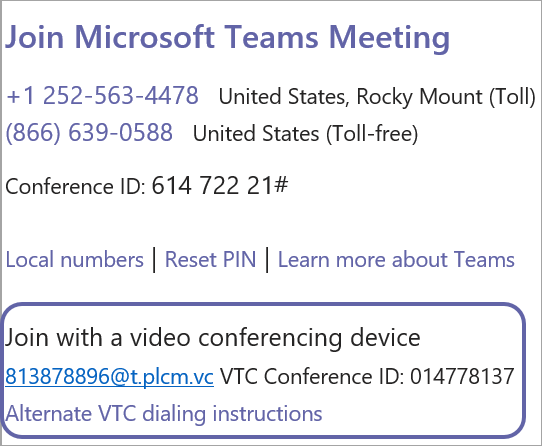 Join Microsoft Teams Meeting
+1 252-563-4478 United States, Rocky Mount (Toll)
(866) 639-0588 United States (Toll-free)
Conference ID: 614 722 21#
Local numbers | Reset PIN | Learn more about Teams
Join with a video conferencing device
813878896@t.plcm.vc VTC Conference ID: 014778137
Alternate VTC dialing instructions